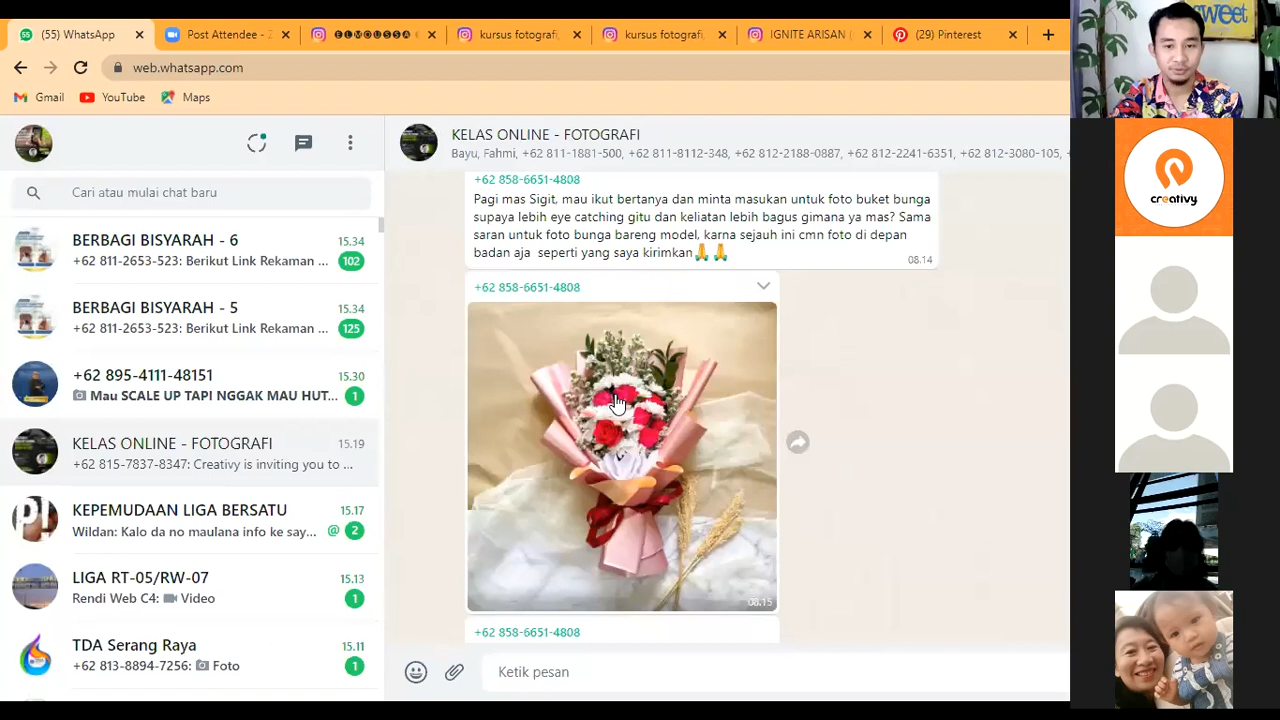 (55) WhatsApp
Post Attendee - Z
ELMOUSSA
kursus fotografi.
kursus fotografi.
IGNITE ARISAN (
(29) Pinterest
web.whatsapp.com
Gmail
YouTube
Maps
KELAS ONLINE - FOTOGRAFI
Bayu, Fahmi, +62 811-1881-500, +62 811-8112-348, +62 812-2188-0887, +62 812-2241-6351, +62 812-3080-105, +
Cari atau mulai chat baru
BERBAGI BISYARAH - 6
15.34
+62 811-2653-523: Berikut Link Rekaman ...
102
BERBAGI BISYARAH - 5
15.34
+62 811-2653-523: Berikut Link Rekaman ...
125
+62 895-4111-48151
15.30
Mau SCALE UP TAPI NGGAK MAU HUT...
1
KELAS ONLINE - FOTOGRAFI
15.19
+62 815-7837-8347: Creativy is inviting you to ...
KEPEMUDAAN LIGA BERSATU
15.17
Wildan: Kalo da no maulana info ke say...
@ 2
LIGA RT-05/RW-07
15.13
Rendi Web C4: Video
1
TDA Serang Raya
15.11
+62 813-8894-7256: Foto
1
+62 858-6651-4808
Pagi mas Sigit, mau ikut bertanya dan minta masukan untuk foto buket bunga
supaya lebih eye catching gitu dan keliatan lebih bagus gimana ya mas? Sama
saran untuk foto bunga bareng model, karna sejauh ini cmn foto di depan
badan aja  seperti yang saya kirimkan🙏 🙏
08.14
+62 858-6651-4808
08.15
+62 858-6651-4808
Ketik pesan
sweet
creativy